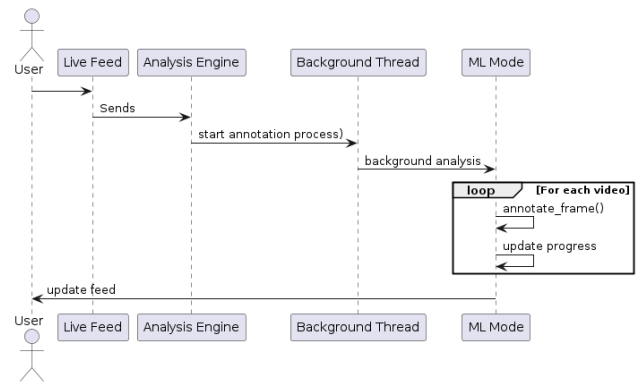 User
Live Feed
Analysis Engine
Background Thread
ML Mode
Sends
start annotation process)
background analysis
loop
[For each video]
annotate_frame()
update progress
update feed
User
Live Feed
Analysis Engine
Background Thread
ML Mode